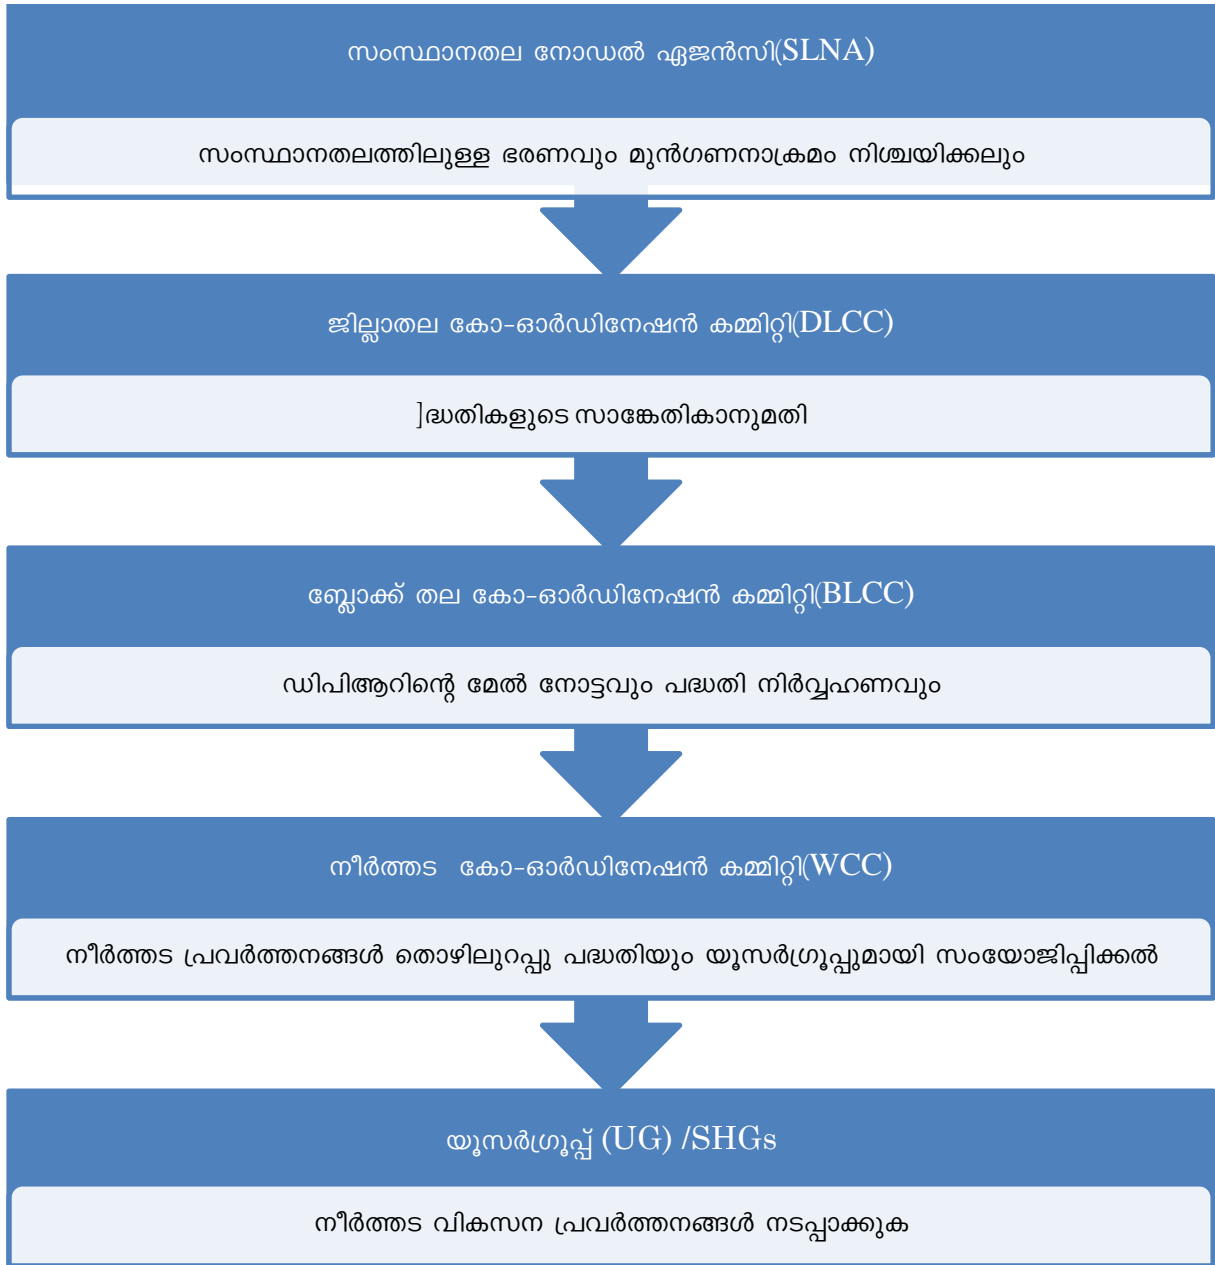 സംസ്ഥാനതല നോഡൽ ഏജൻസി(SLNA)
സംസ്ഥാനതലത്തിലുള്ള ഭരണവും മുൻഗണനാക്രമം നിശ്ചയിക്കലും
ജില്ലാതല കോ-ഓർഡിനേഷൻ കമ്മിറ്റി(DLCC)
]ദ്ധതികളുടെ സാങ്കേതികാനുമതി
ബ്ലോക്ക് തല കോ-ഓർഡിനേഷൻ കമ്മിറ്റി(BLCC)
ഡിപിആറിന്റെ മേൽ നോട്ടവും പദ്ധതി നിർവ്വഹണവും
നീർത്തട കോ-ഓർഡിനേഷൻ കമ്മിറ്റി(WCC)
നീർത്തട പ്രവർത്തനങ്ങൾ തൊഴിലുറപ്പു പദ്ധതിയും യൂസർഗ്രൂപ്പുമായി സംയോജിപ്പിക്കൽ
യൂസർഗ്രൂപ്പ് (UG) /SHGs
നീർത്തട വികസന പ്രവർത്തനങ്ങൾ നടപ്പാക്കുക